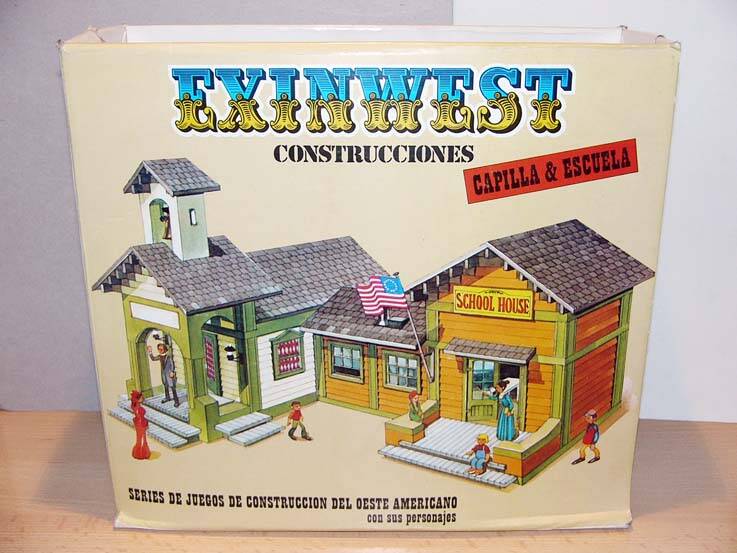 EXINWEST
CONSTRUCCIONES
CAPILLA & ESCUELA
SCHOOL HOUSE
SERIES DE JUEGOS DE CONSTRUCCION DEL OESTE AMERICANO
con sus personajes